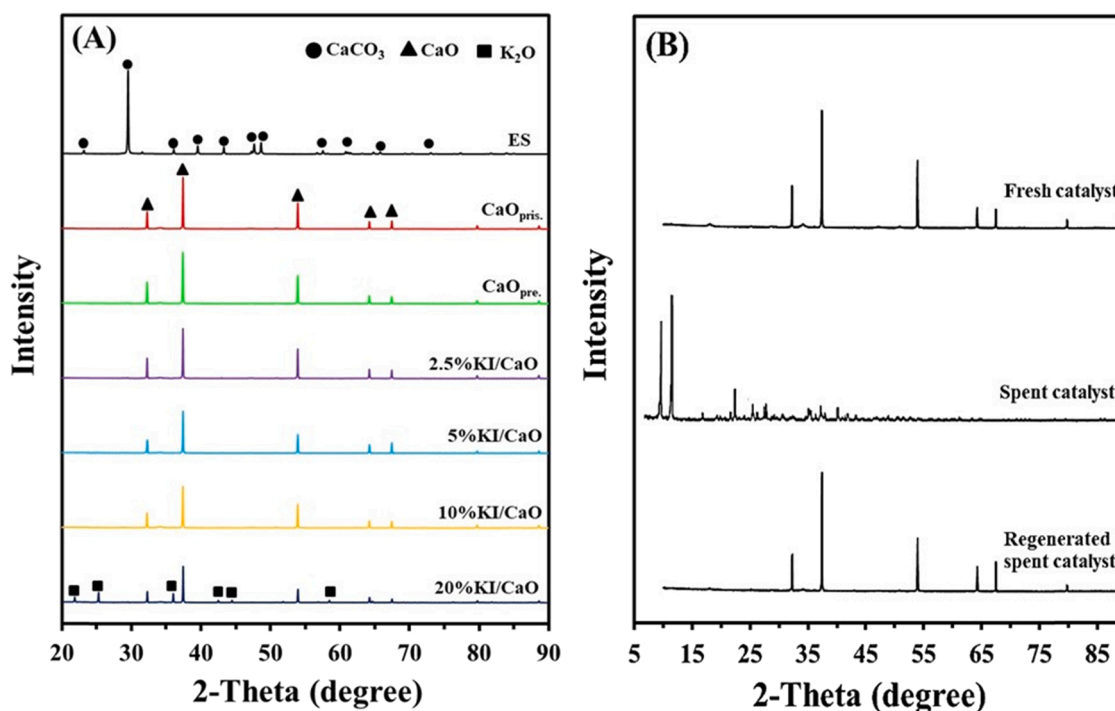 (A)
● CaCO₃ ▲ CaO ■ K₂O
ES
CaOpris.
CaOpre.
2.5%KI/CaO
5%KI/CaO
10%KI/CaO
20%KI/CaO
Intensity
20 30 40 50 60 70 80 90
2-Theta (degree)
(B)
Fresh catalyst
Spent catalyst
Regenerated
spent catalyst
Intensity
5 15 25 35 45 55 65 75 85
2-Theta (degree)